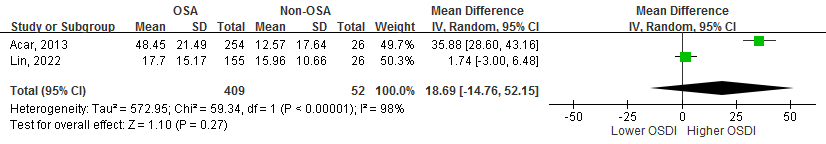 OSA Non-OSA Mean Difference Mean Difference
Study or Subgroup Mean SD Total Mean SD Total Weight IV, Random, 95% CI IV, Random, 95% CI
Acar, 2013 48.45 21.49 254 12.57 17.64 26 49.7% 35.88 [28.60, 43.16]
Lin, 2022 17.7 15.17 155 15.96 10.66 26 50.3% 1.74 [-3.00, 6.48]
Total (95% CI) 409 52 100.0% 18.69 [-14.76, 52.15]
Heterogeneity: Tau² = 572.95; Chi² = 59.34, df = 1 (P < 0.00001); I² = 98%
Test for overall effect: Z = 1.10 (P = 0.27)
-50 -25 0 25 50
Lower OSDI Higher OSDI